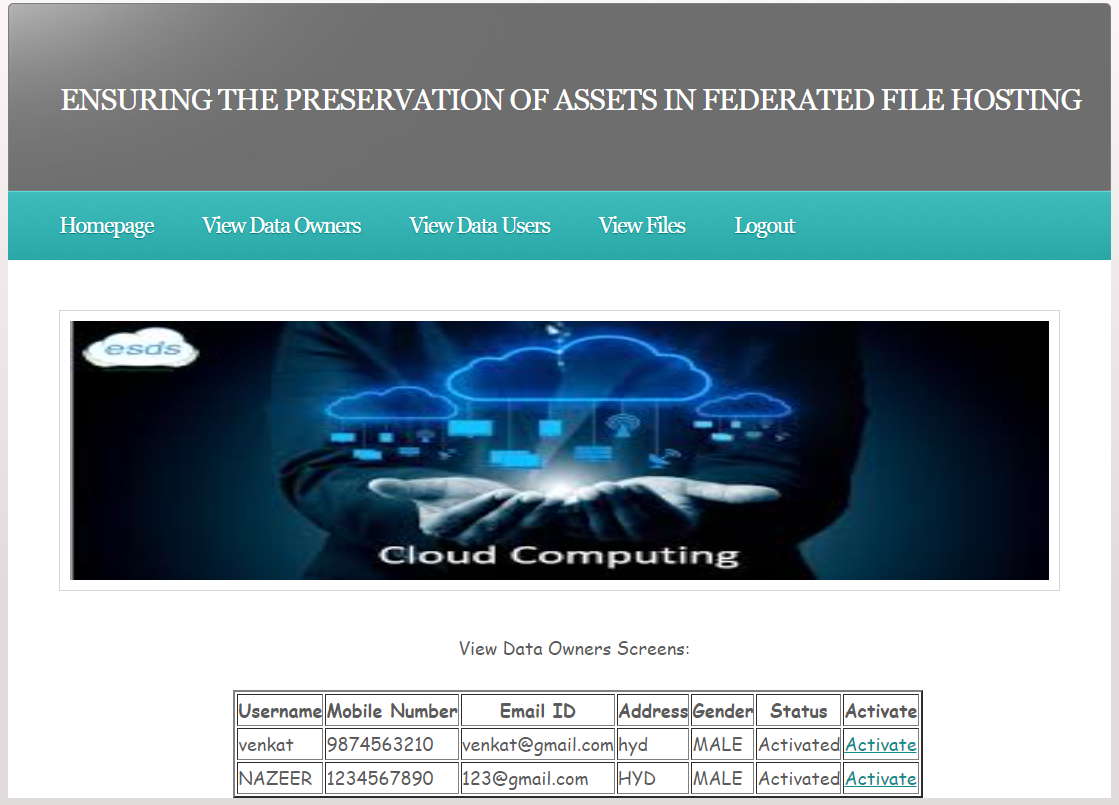 ENSURING THE PRESERVATION OF ASSETS IN FEDERATED FILE HOSTING
Homepage View Data Owners View Data Users View Files Logout
esds
Cloud Computing
View Data Owners Screens:
Username Mobile Number Email ID Address Gender Status Activate
venkat 9874563210 venkat@gmail.com hyd MALE Activated Activate
NAZEER 1234567890 123@gmail.com HYD MALE Activated Activate